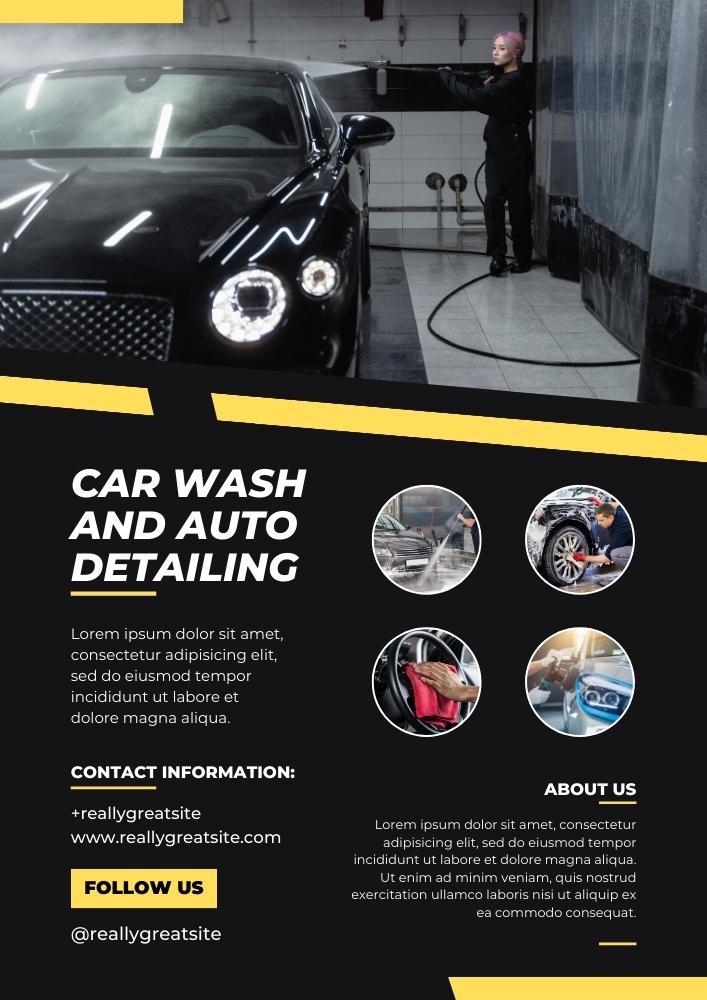 CAR WASH
AND AUTO
DETAILING
Lorem ipsum dolor sit amet,
consectetur adipisicing elit,
sed do eiusmod tempor
incididunt ut labore et
dolore magna aliqua.
CONTACT INFORMATION:
+reallygreatsite
www.reallygreatsite.com
FOLLOW US
@reallygreatsite
ABOUT US
Lorem ipsum dolor sit amet, consectetur
adipisicing elit, sed do eiusmod tempor
incididunt ut labore et dolore magna aliqua.
Ut enim ad minim veniam, quis nostrud
exercitation ullamco laboris nisi ut aliquip ex
ea commodo consequat.